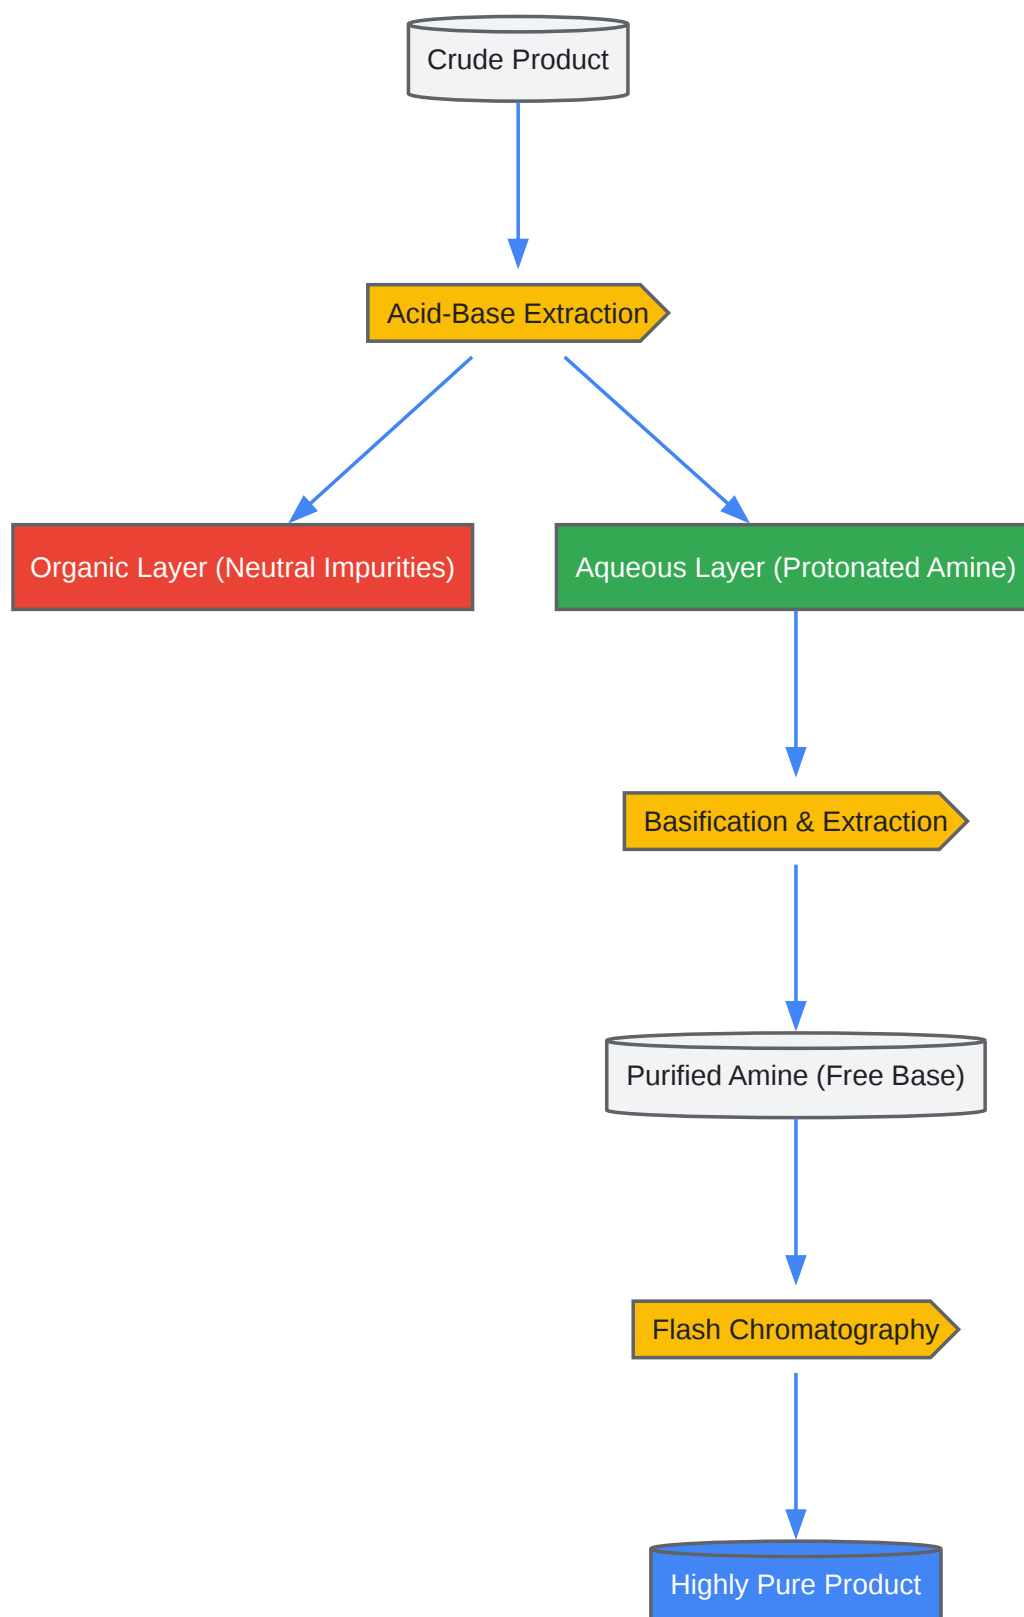 Crude Product
Acid-Base Extraction
Organic Layer (Neutral Impurities)
Aqueous Layer (Protonated Amine)
Basification & Extraction
Purified Amine (Free Base)
Flash Chromatography
Highly Pure Product